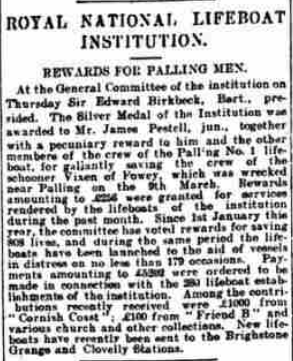 ROYAL NATIONAL LIFEBOAT
INSTITUTION.
REWARDS FOR PALLING MEN.
At the General Committee of the institution on
Thursday Sir Edward Birkbeck, Bart., pre-
sided. The Silver Medal of the Institution was
awarded to Mr. James Pestell, jun., together
with a pecuniary reward to him and the other
members of the crew of the Palling No. 1 life-
boat, for gallantly saving the crew of the
schooner Vixen of Fowey, which was wrecked
near Palling on the 9th March. Rewards
amounting to were granted for services
rendered by the lifeboats of the institution
during the past month. Since 1st January this
year, the committee has voted rewards for saving
308 lives, and during the same period the life-
boats have been launched to the aid of vessels
in distress on no less than 179 occasions. Pay-
ments amounting to were ordered to be
made in connection with the 280 lifeboat estab-
lishments of the institution. Among the contri-
butions recently received were £1000 from
"Cornish Coast"; £100 from "Friend B" and
various church and other collections. New life-
boats have recently been sent to the Brightstone
Grange and Clovelly Stations.